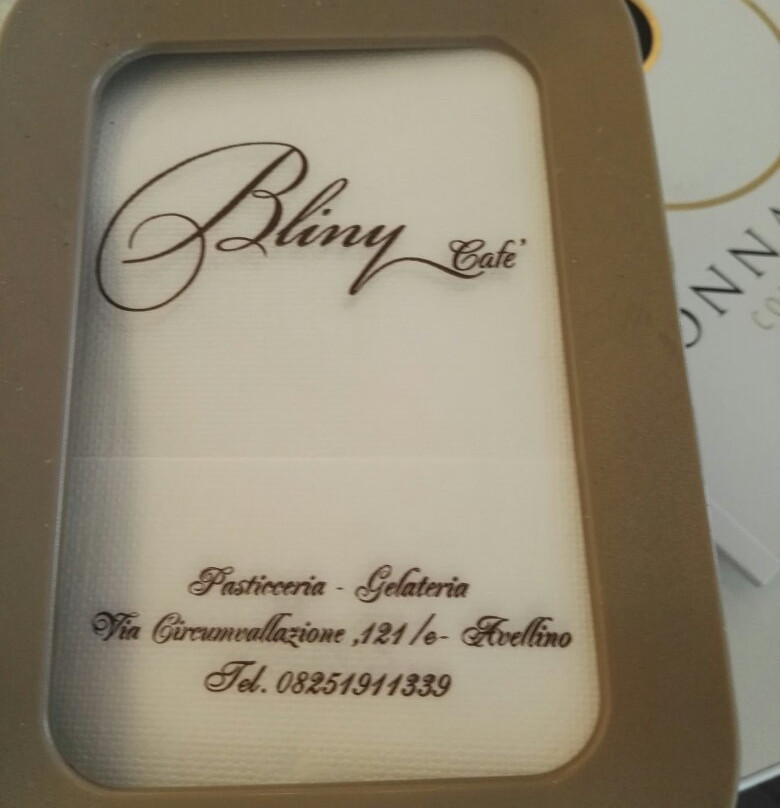 Bliny Cafe'
Pasticceria - Gelateria
Via Circumvallazione ,121/e- Avellino
Tel. 08251911339